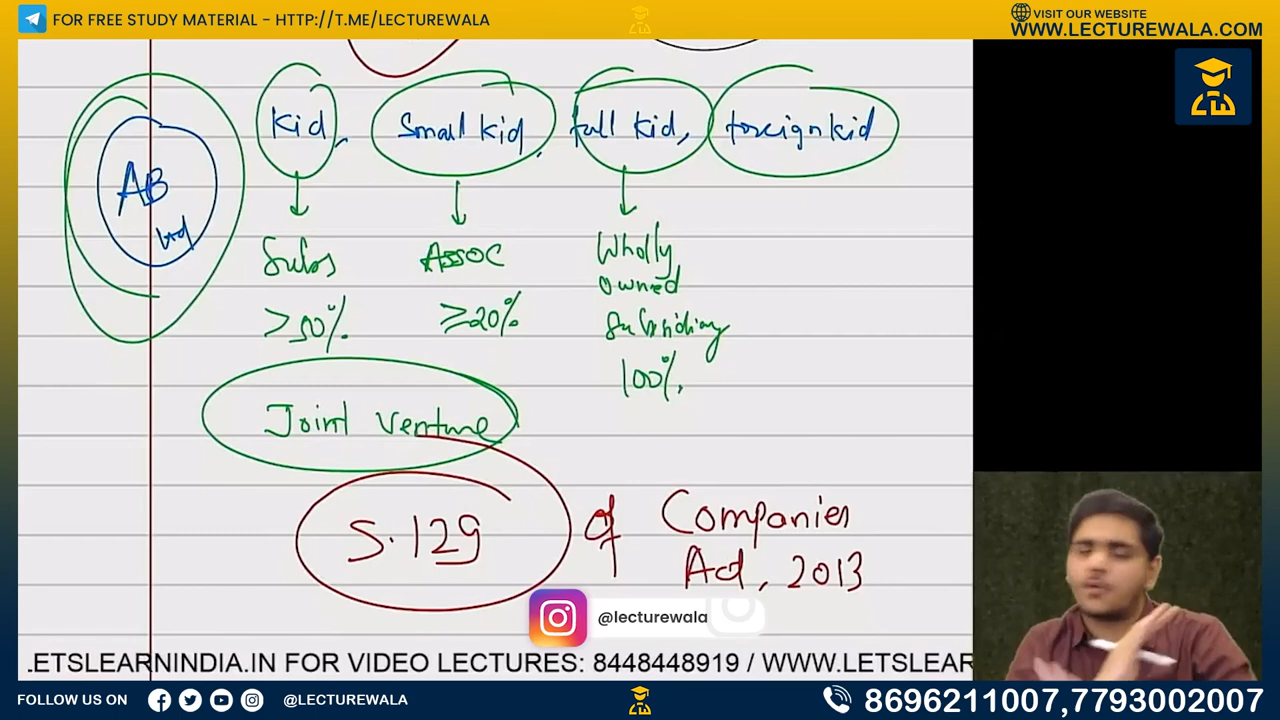 FOR FREE STUDY MATERIAL - HTTP://T.ME/LECTUREWALA
VISIT OUR WEBSITE
WWW.LECTUREWALA.COM
AB
Ltd
Kid, Small kid, full kid, foreign kid
Subs Assoc Wholly
owned
Subsidiary
>50% ≥20%
100%.
Joint Venture
S.129 of Companies
Act, 2013
@lecturewala
.ETSLEARNINDIA.IN FOR VIDEO LECTURES: 8448448919 / WWW.LETSLEAR
FOLLOW US ON @LECTUREWALA 8696211007,7793002007